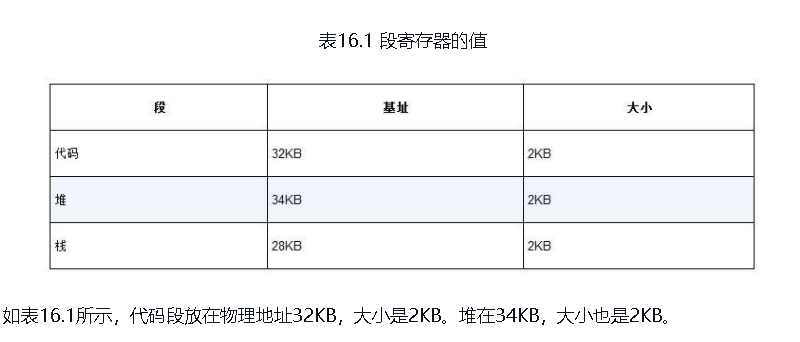 表16.1 段寄存器的值
段 基址 大小
代码 32KB 2KB
堆 34KB 2KB
栈 28KB 2KB
如表16.1所示，代码段放在物理地址32KB，大小是2KB。堆在34KB，大小也是2KB。